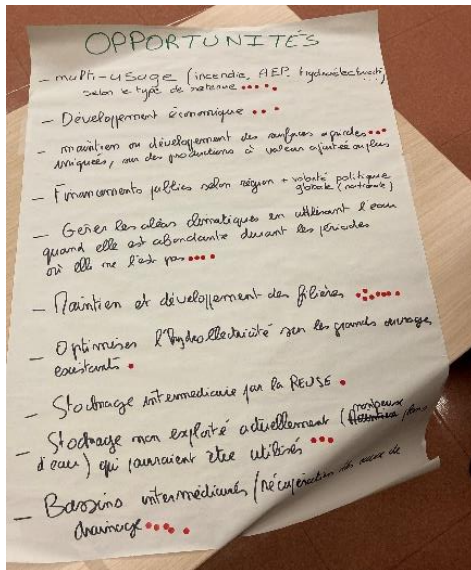 OPPORTUNITÉS
- multi-usage (incendie, AEP, hydroélectricité)
selon le type de retenue
- Développement économique
- maintien ou développement des surfaces agricoles
irriguées, ou des productions à valeur ajoutée ou plus
- Financements publics selon région + volonté politique
globale (nationale)
- Gérer les aléas climatiques en utilisant l'eau
quand elle est abondante durant les périodes
où elle ne l'est pas
- Maintien et développement des filières
- Optimiser l'hydroélectricité sur les grands ouvrages
existants
- Stockage intermédiaire par la REUSE
- Stockage non exploité actuellement (
d'eau) qui pourraient être utilisés
- Bassins intermédiaires (récupération des eaux de
drainage